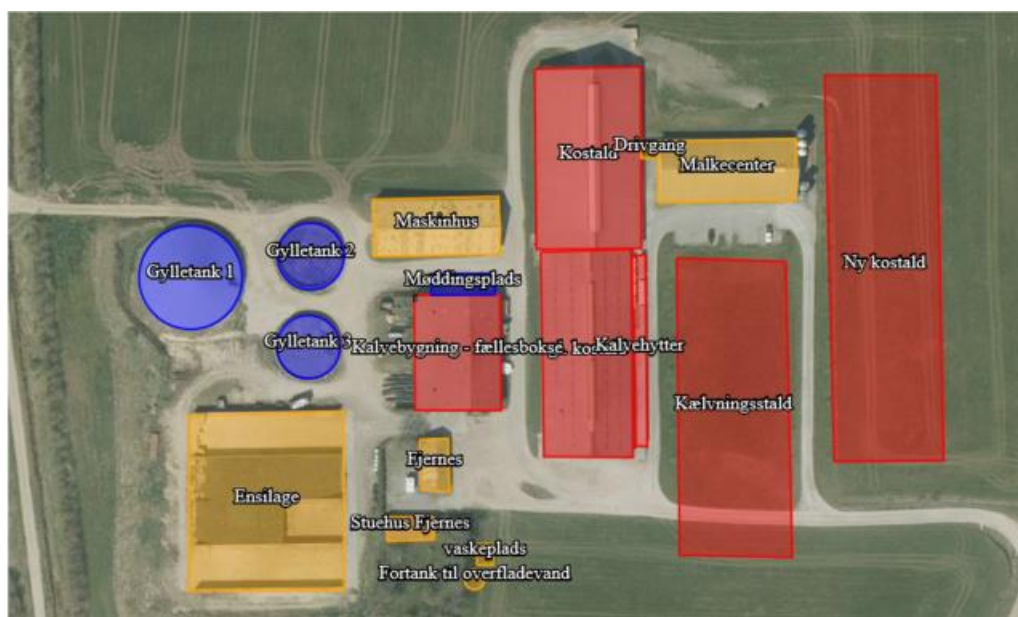 Kostald
Drivgang
Malkecenter
Maskinhus
Gylletank 2
Gylletank 1
Ny kostald
Møddingsplads
Gylletank 3
Kalvebygning - fællesbokse
kostald
Kalvehytter
Kælvningsstald
Fjernes
Ensilage
Stuehus Fjernes
vaskeplads
Fortank til overfladevand